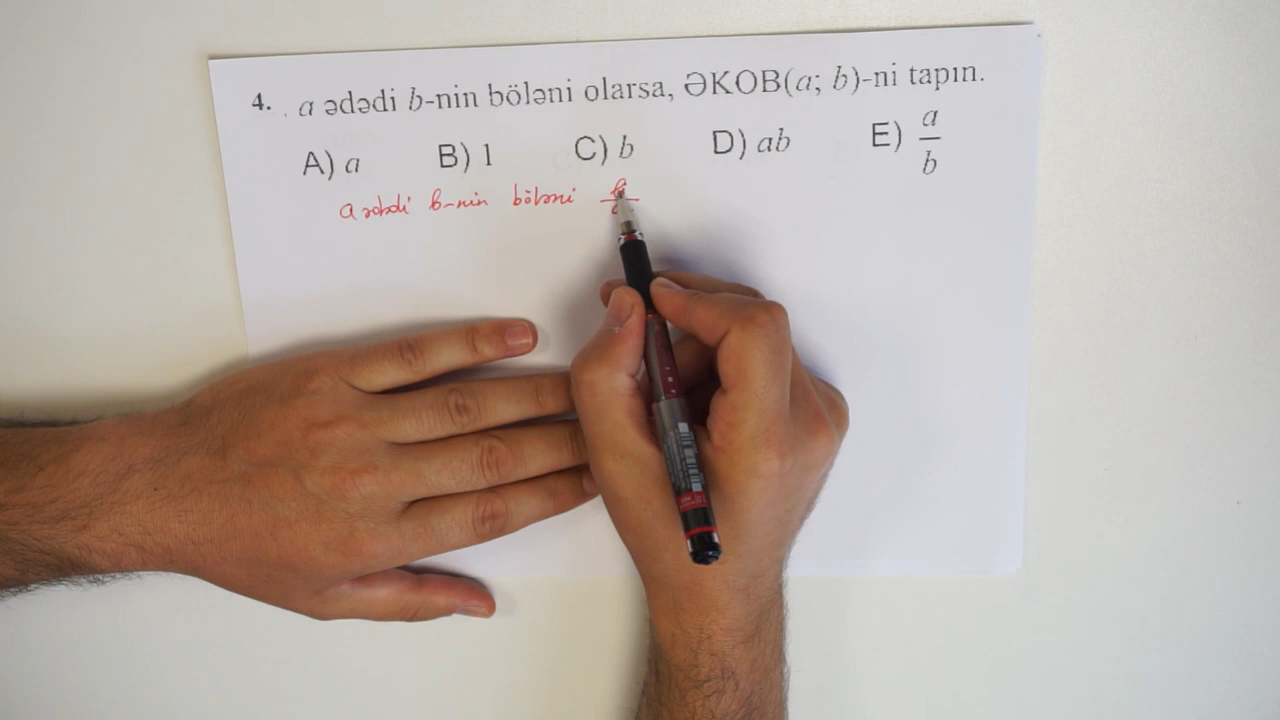 4. a ədədi b-nin böləni olarsa, ƏKOB(a; b)-ni tapın.
A) a B) 1 C) b D) ab E) a/b
a ədədi b-nin böləni